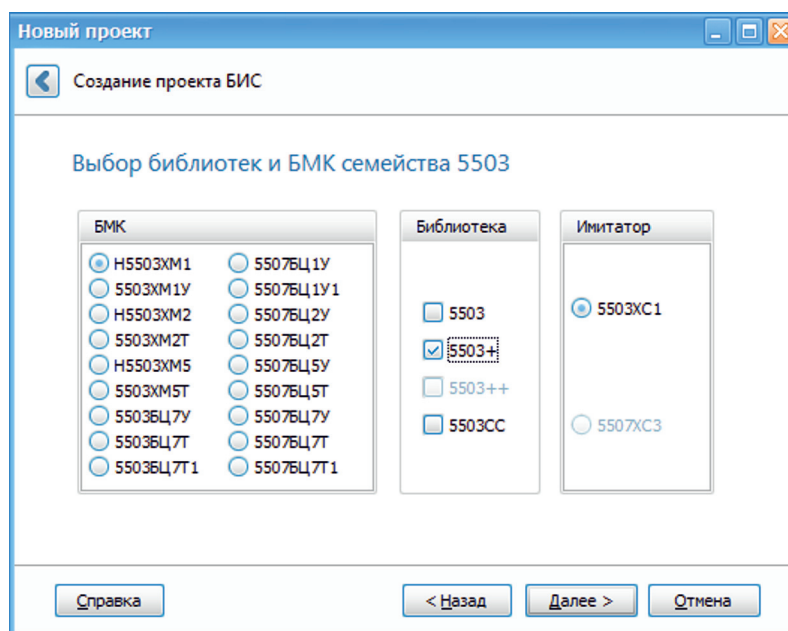 Новый проект
Создание проекта БИС
Выбор библиотек и БМК семейства 5503
БМК
Н5503ХМ1
5503ХМ1У
Н5503ХМ2
5503ХМ2Т
Н5503ХМ5
5503ХМ5Т
5503БЦ7У
5503БЦ7Т
5503БЦ7Т1
5507БЦ1У
5507БЦ1У1
5507БЦ2У
5507БЦ2Т
5507БЦ5У
5507БЦ5Т
5507БЦ7У
5507БЦ7Т
5507БЦ7Т1
Библиотека
5503
5503+
5503++
5503СС
Имитатор
5503ХС1
5507ХС3
Справка
< Назад
Далее >
Отмена